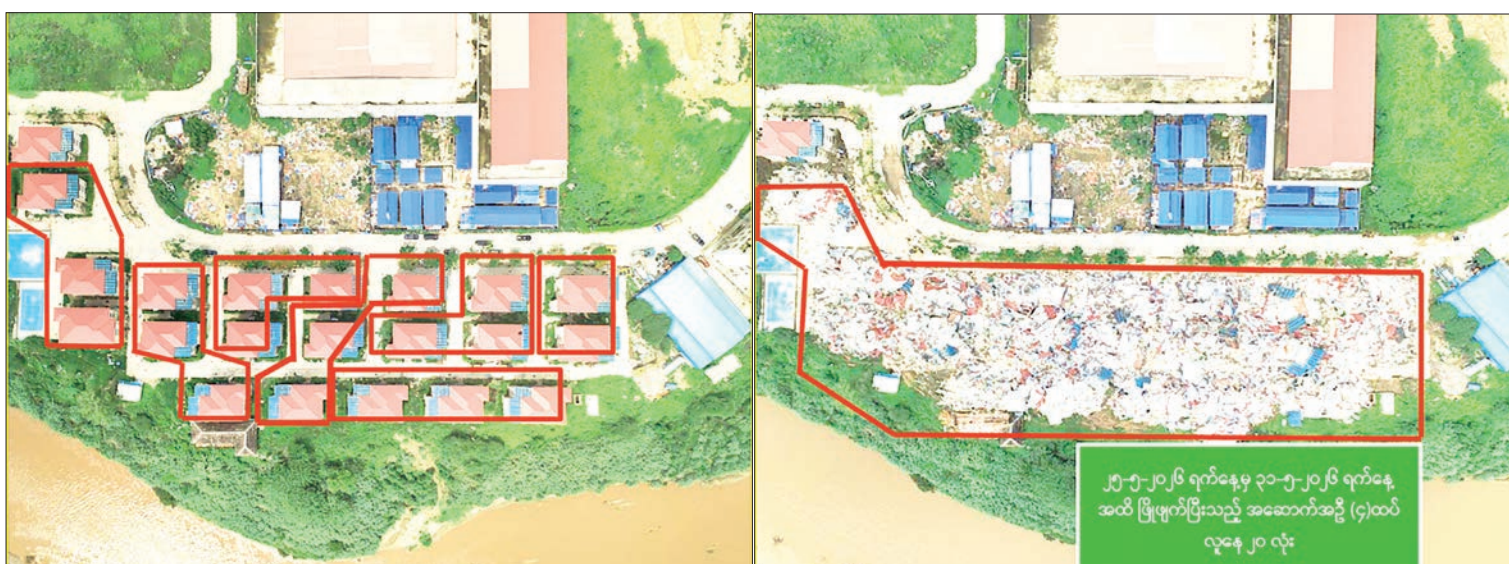 ၂၅-၅-၂၀၂၆ ရက်နေ့မှ ၃၁-၅-၂၀၂၆ ရက်နေ့
အထိ ဖြိုဖျက်ပြီးသည့် အဆောက်အဦ (၄)ထပ်
လူနေ ၂၀ လုံး